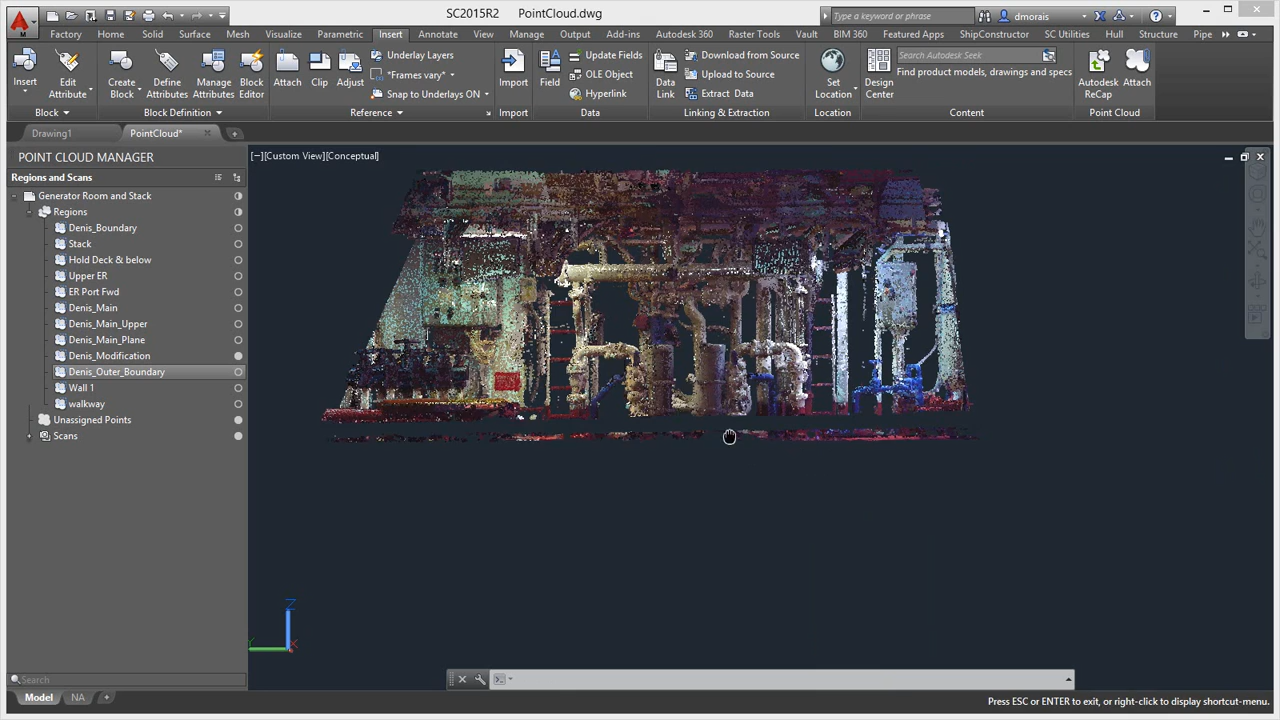 SC2015R2 PointCloud.dwg
Type a keyword or phrase
dmorais
Factory Home Solid Surface Mesh Visualize Parametric Insert Annotate View Manage Output Add-ins Autodesk 360 Raster Tools Vault BIM 360 Featured Apps ShipConstructor SC Utilities Hull Structure Pipe
Insert
Edit Attribute
Create Block
Define Attributes
Manage Attributes
Block Editor
Attach
Clip
Adjust
Underlay Layers
*Frames vary*
Snap to Underlays ON
Import
Field
Update Fields
OLE Object
Hyperlink
Data Link
Download from Source
Upload to Source
Extract Data
Set Location
Design Center
Search Autodesk Seek
Find product models, drawings and specs
Autodesk ReCap
Attach
Block Block Definition Reference Import Data Linking & Extraction Location Content Point Cloud
Drawing1 PointCloud*
POINT CLOUD MANAGER
[−][Custom View][Conceptual]
Regions and Scans
Generator Room and Stack
Regions
Denis_Boundary
Stack
Hold Deck & below
Upper ER
ER Port Fwd
Denis_Main
Denis_Main_Upper
Denis_Main_Plane
Denis_Modification
Denis_Outer_Boundary
Wall 1
walkway
Unassigned Points
Scans
Z
Y
X
Search
Model NA
Press ESC or ENTER to exit, or right-click to display shortcut-menu.